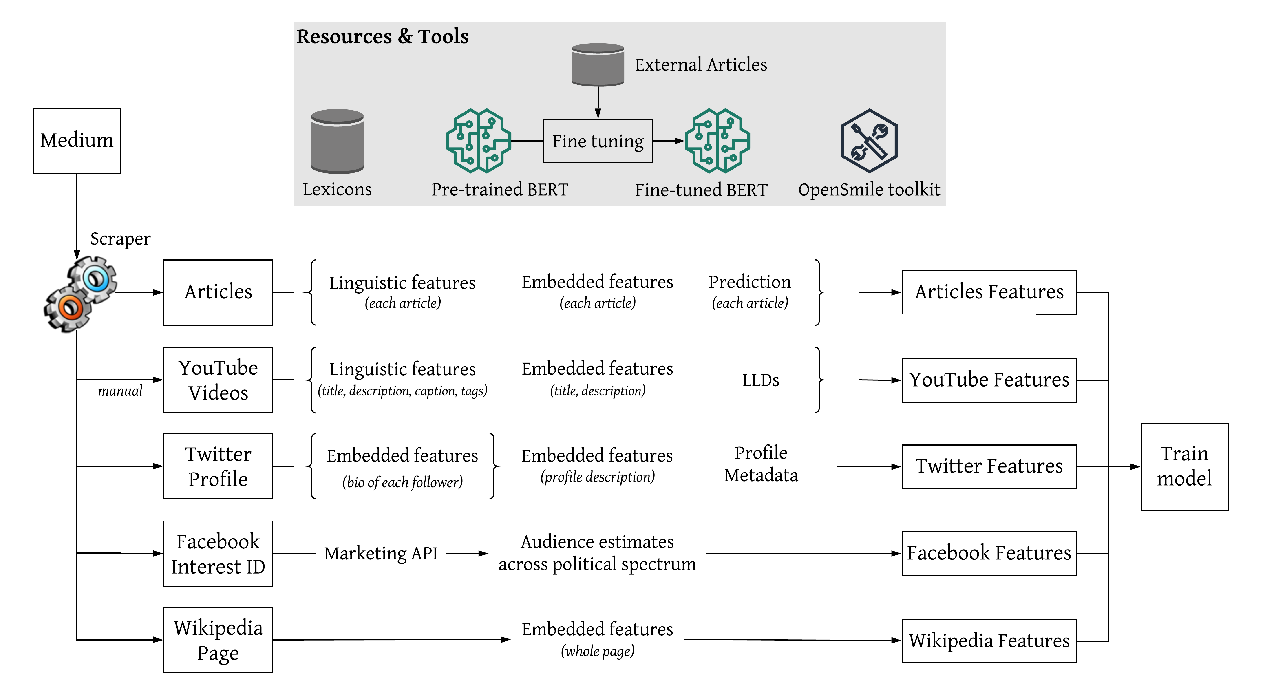 Resources & Tools
External Articles
Medium
Fine tuning
Lexicons
Pre-trained BERT
Fine-tuned BERT
OpenSmile toolkit
Scraper
Articles
Linguistic features
(each article)
Embedded features
(each article)
Prediction
(each article)
Articles Features
manual
YouTube
Videos
Linguistic features
(title, description, caption, tags)
Embedded features
(title, description)
LLDs
YouTube Features
Twitter
Profile
Embedded features
(bio of each follower)
Embedded features
(profile description)
Profile
Metadata
Twitter Features
Train
model
Facebook
Interest ID
Marketing API
Audience estimates
across political spectrum
Facebook Features
Wikipedia
Page
Embedded features
(whole page)
Wikipedia Features